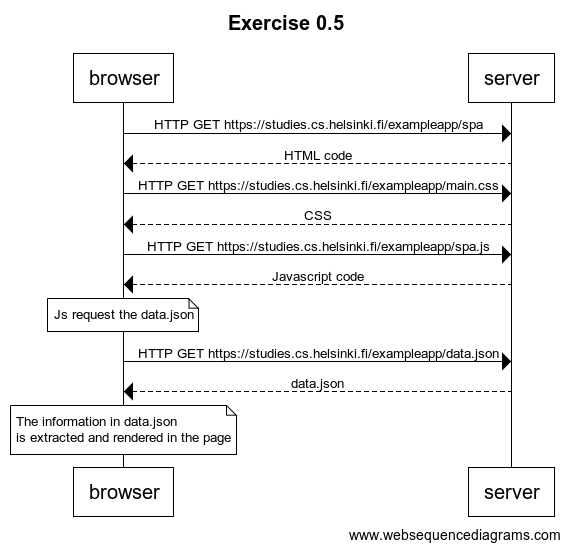 Exercise 0.5
browser
server
HTTP GET https://studies.cs.helsinki.fi/exampleapp/spa
HTML code
HTTP GET https://studies.cs.helsinki.fi/exampleapp/main.css
CSS
HTTP GET https://studies.cs.helsinki.fi/exampleapp/spa.js
Javascript code
Js request the data.json
HTTP GET https://studies.cs.helsinki.fi/exampleapp/data.json
data.json
The information in data.json
is extracted and rendered in the page
browser
server
www.websequencediagrams.com